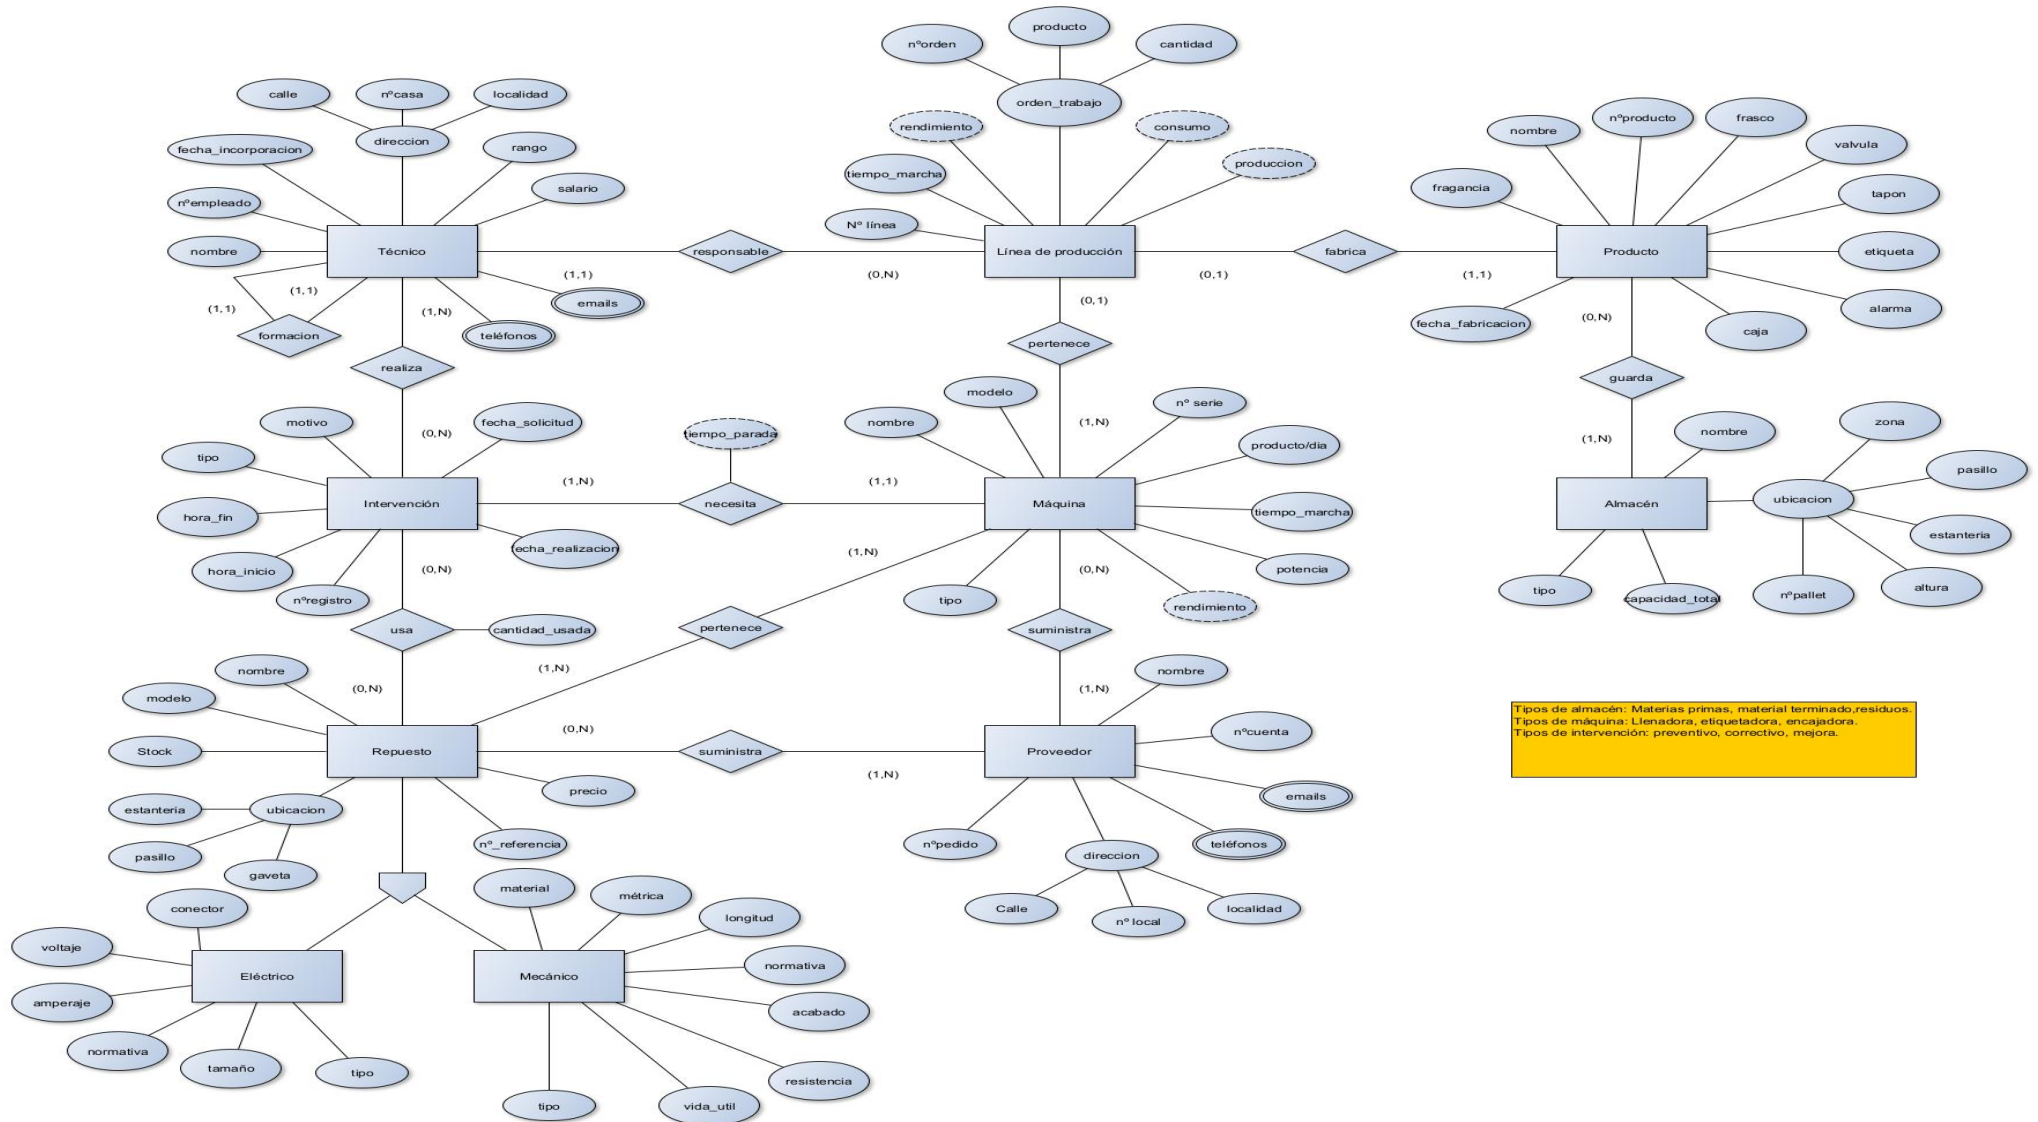 producto
nºorden
cantidad
calle
nºcasa
localidad
orden_trabajo
nºproducto
frasco
nombre
rendimiento
consumo
valvula
direccion
fecha_incorporacion
rango
produccion
tiempo_marcha
fragancia
salario
tapon
nºempleado
Nº línea
nombre
Técnico
responsable
Línea de producción
fabrica
Producto
etiqueta
(1,1)
(0,N)
(0,1)
(1,1)
(1,1)
emails
(0,1)
(1,1)
(1,N)
alarma
formacion
teléfonos
fecha_fabricacion
(0,N)
caja
pertenece
realiza
guarda
modelo
nº serie
motivo
fecha_solicitud
nombre
zona
(0,N)
tiempo_parada
(1,N)
nombre
(1,N)
producto/dia
tipo
pasillo
(1,N)
(1,1)
Intervención
necesita
Máquina
Almacén
ubicacion
hora_fin
tiempo_marcha
estanteria
fecha_realizacion
(1,N)
hora_inicio
(0,N)
(0,N)
potencia
nºregistro
tipo
rendimiento
tipo
capacidad_total
nºpallet
altura
usa
cantidad_usada
pertenece
suministra
nombre
(1,N)
nombre
(0,N)
(1,N)
modelo
Tipos de almacén: Materias primas, material terminado,residuos.
Tipos de máquina: Llenadora, etiquetadora, encajadora.
Tipos de intervención: preventivo, correctivo, mejora.
(0,N)
nºcuenta
Stock
Repuesto
suministra
Proveedor
(1,N)
precio
emails
estanteria
ubicacion
nº_referencia
nºpedido
teléfonos
pasillo
direccion
gaveta
material
métrica
conector
Calle
nº local
localidad
longitud
voltaje
normativa
Eléctrico
Mecánico
amperaje
acabado
normativa
tamaño
tipo
resistencia
tipo
vida_util